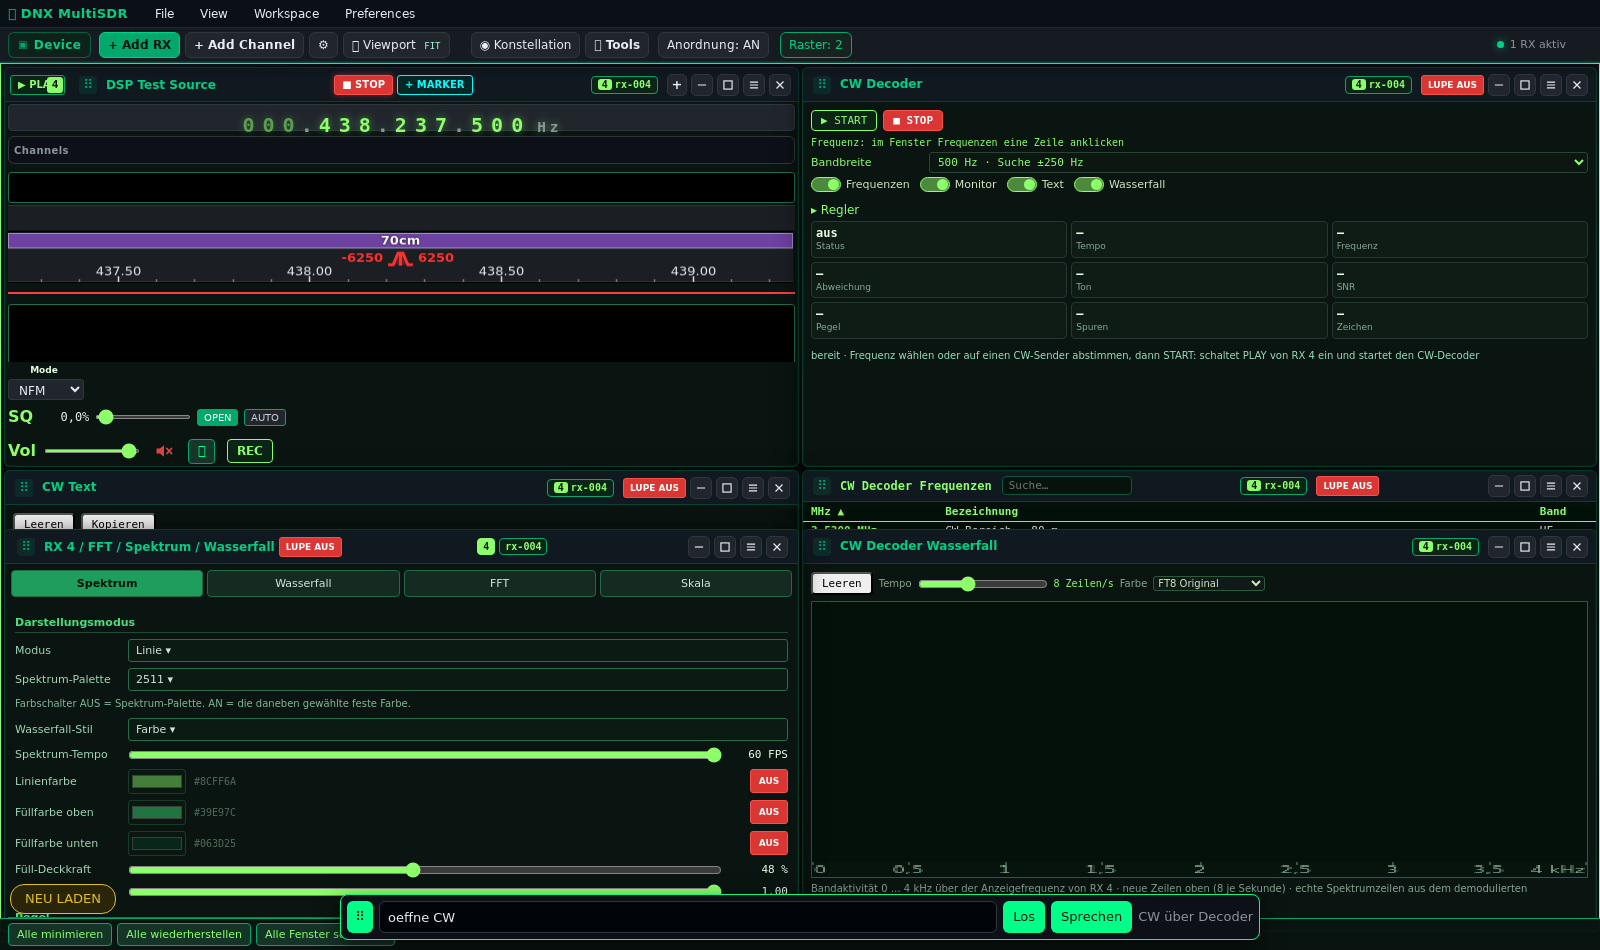 DNX MultiSDR File View Workspace Preferences
Device + Add RX + Add Channel Viewport FIT Konstellation Tools Anordnung: AN Raster: 2 1 RX aktiv
4 DSP Test Source STOP + MARKER 4 rx-004
000.438.237.500 Hz
Channels
70cm
-6250 6250
437.50 438.00 438.50 439.00
Mode
NFM
SQ 0,0% OPEN AUTO
Vol REC
CW Decoder 4 rx-004 LUPE AUS
▶ START ■ STOP
Frequenz: im Fenster Frequenzen eine Zeile anklicken
Bandbreite 500 Hz · Suche ±250 Hz
Frequenzen Monitor Text Wasserfall
▸ Regler
aus – –
Status Tempo Frequenz
– – –
Abweichung Ton SNR
– – –
Pegel Spuren Zeichen
bereit · Frequenz wählen oder auf einen CW-Sender abstimmen, dann START: schaltet PLAY von RX 4 ein und startet den CW-Decoder
CW Text 4 rx-004 LUPE AUS
Leeren Kopieren
CW Decoder Frequenzen Suche… 4 rx-004 LUPE AUS
MHz ▲ Bezeichnung Band
RX 4 / FFT / Spektrum / Wasserfall LUPE AUS 4 rx-004
Spektrum Wasserfall FFT Skala
Darstellungsmodus
Modus Linie ▾
Spektrum-Palette 2511 ▾
Farbschalter AUS = Spektrum-Palette. AN = die daneben gewählte feste Farbe.
Wasserfall-Stil Farbe ▾
Spektrum-Tempo 60 FPS
Linienfarbe #8CFF6A AUS
Füllfarbe oben #39E97C AUS
Füllfarbe unten #063D25 AUS
Füll-Deckkraft 48 %
1.00
NEU LADEN
CW Decoder Wasserfall 4 rx-004
Leeren Tempo 8 Zeilen/s Farbe FT8 Original
0 0,5 1 1,5 2 2,5 3 3,5 4 kHz
Bandaktivität 0 … 4 kHz über der Anzeigefrequenz von RX 4 · neue Zeilen oben (8 je Sekunde) · echte Spektrumzeilen aus dem demodulierten
oeffne CW Los Sprechen CW über Decoder
Alle minimieren Alle wiederherstellen Alle Fenster